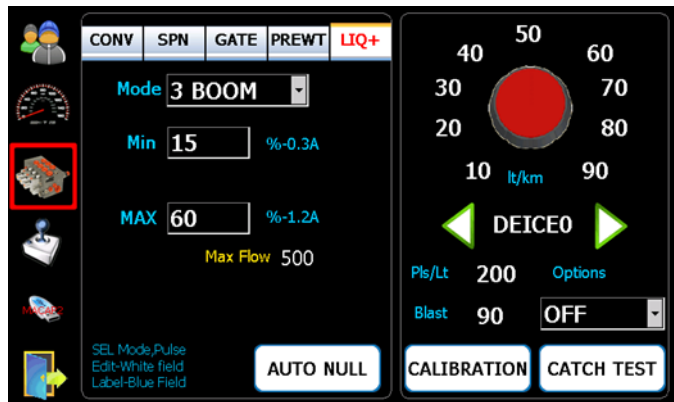 CONV SPN GATE PREWT LIQ+
Mode 3 BOOM
Min 15 %-0.3A
MAX 60 %-1.2A
Max Flow 500
SEL Mode,Pulse
Edit-White field
Label-Blue Field
AUTO NULL
50
40 60
30 70
20 80
10 lt/km 90
DEICE0
Pls/Lt 200 Options
Blast 90 OFF
CALIBRATION CATCH TEST